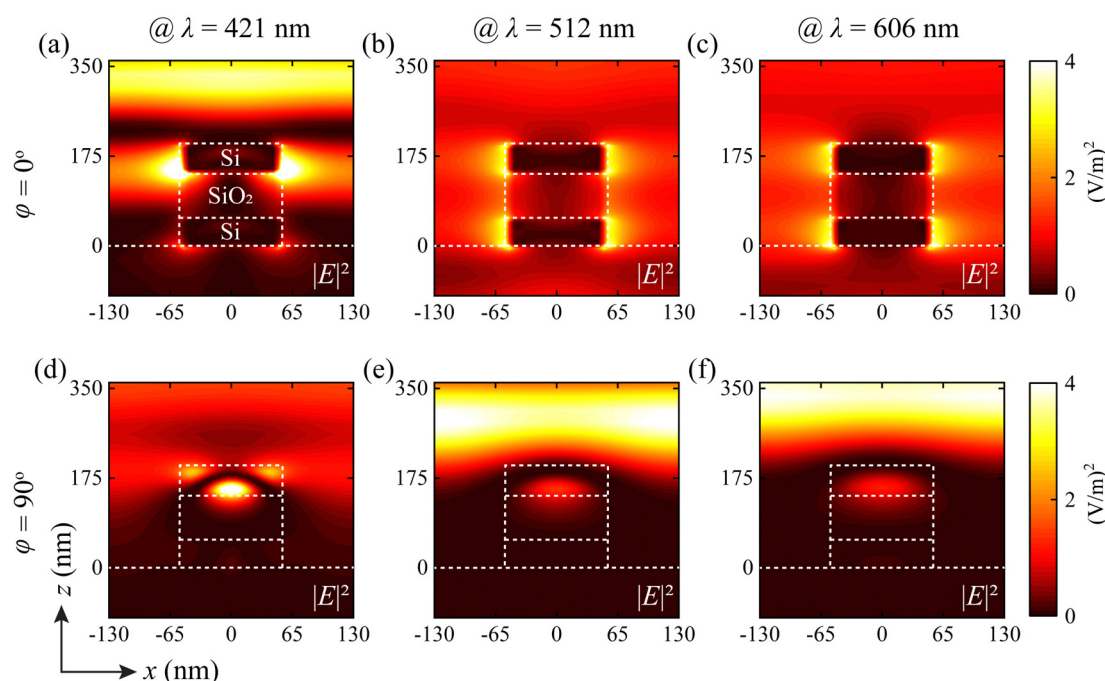 @ λ = 421 nm
@ λ = 512 nm
@ λ = 606 nm
(a)
(b)
(c)
φ = 0º
350
175
0
Si
SiO₂
Si
|E|²
-130 -65 0 65 130
350
175
0
|E|²
-130 -65 0 65 130
350
175
0
|E|²
-130 -65 0 65 130
4
2
0
(V/m)²
(d)
(e)
(f)
φ = 90º
350
175
0
|E|²
-130 -65 0 65 130
350
175
0
|E|²
-130 -65 0 65 130
350
175
0
|E|²
-130 -65 0 65 130
4
2
0
(V/m)²
z (nm)
x (nm)